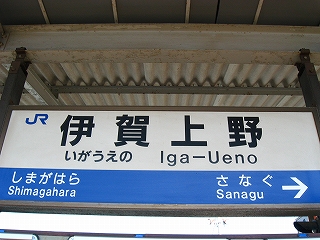 JR 伊賀上野
いがうえの Iga-Ueno
しまがはら さなぐ →
Shimagahara Sanagu